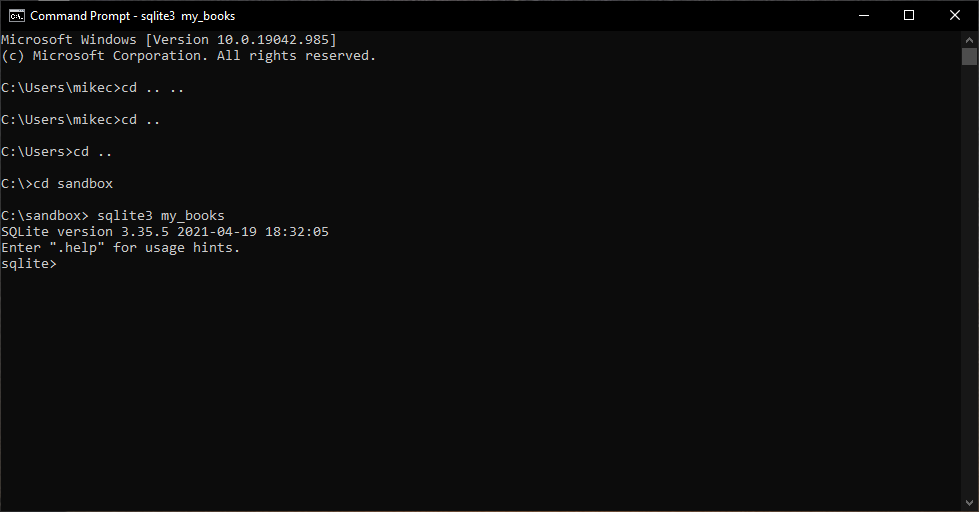 Command Prompt - sqlite3  my_books
Microsoft Windows [Version 10.0.19042.985]
(c) Microsoft Corporation. All rights reserved.
C:\Users\mikec>cd .. ..
C:\Users\mikec>cd ..
C:\Users>cd ..
C:\>cd sandbox
C:\sandbox> sqlite3 my_books
SQLite version 3.35.5 2021-04-19 18:32:05
Enter ".help" for usage hints.
sqlite>